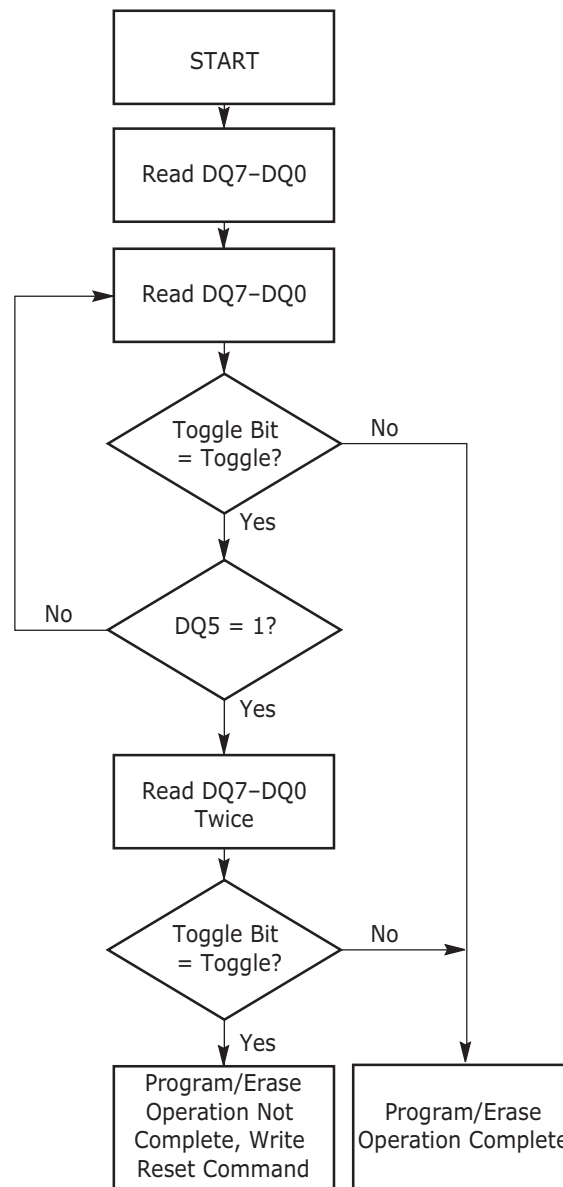 START
Read DQ7–DQ0
Read DQ7–DQ0
Toggle Bit
= Toggle?
No
Yes
No
DQ5 = 1?
Yes
Read DQ7–DQ0
Twice
Toggle Bit
= Toggle?
No
Yes
Program/Erase
Operation Not
Complete, Write
Reset Command
Program/Erase
Operation Complete